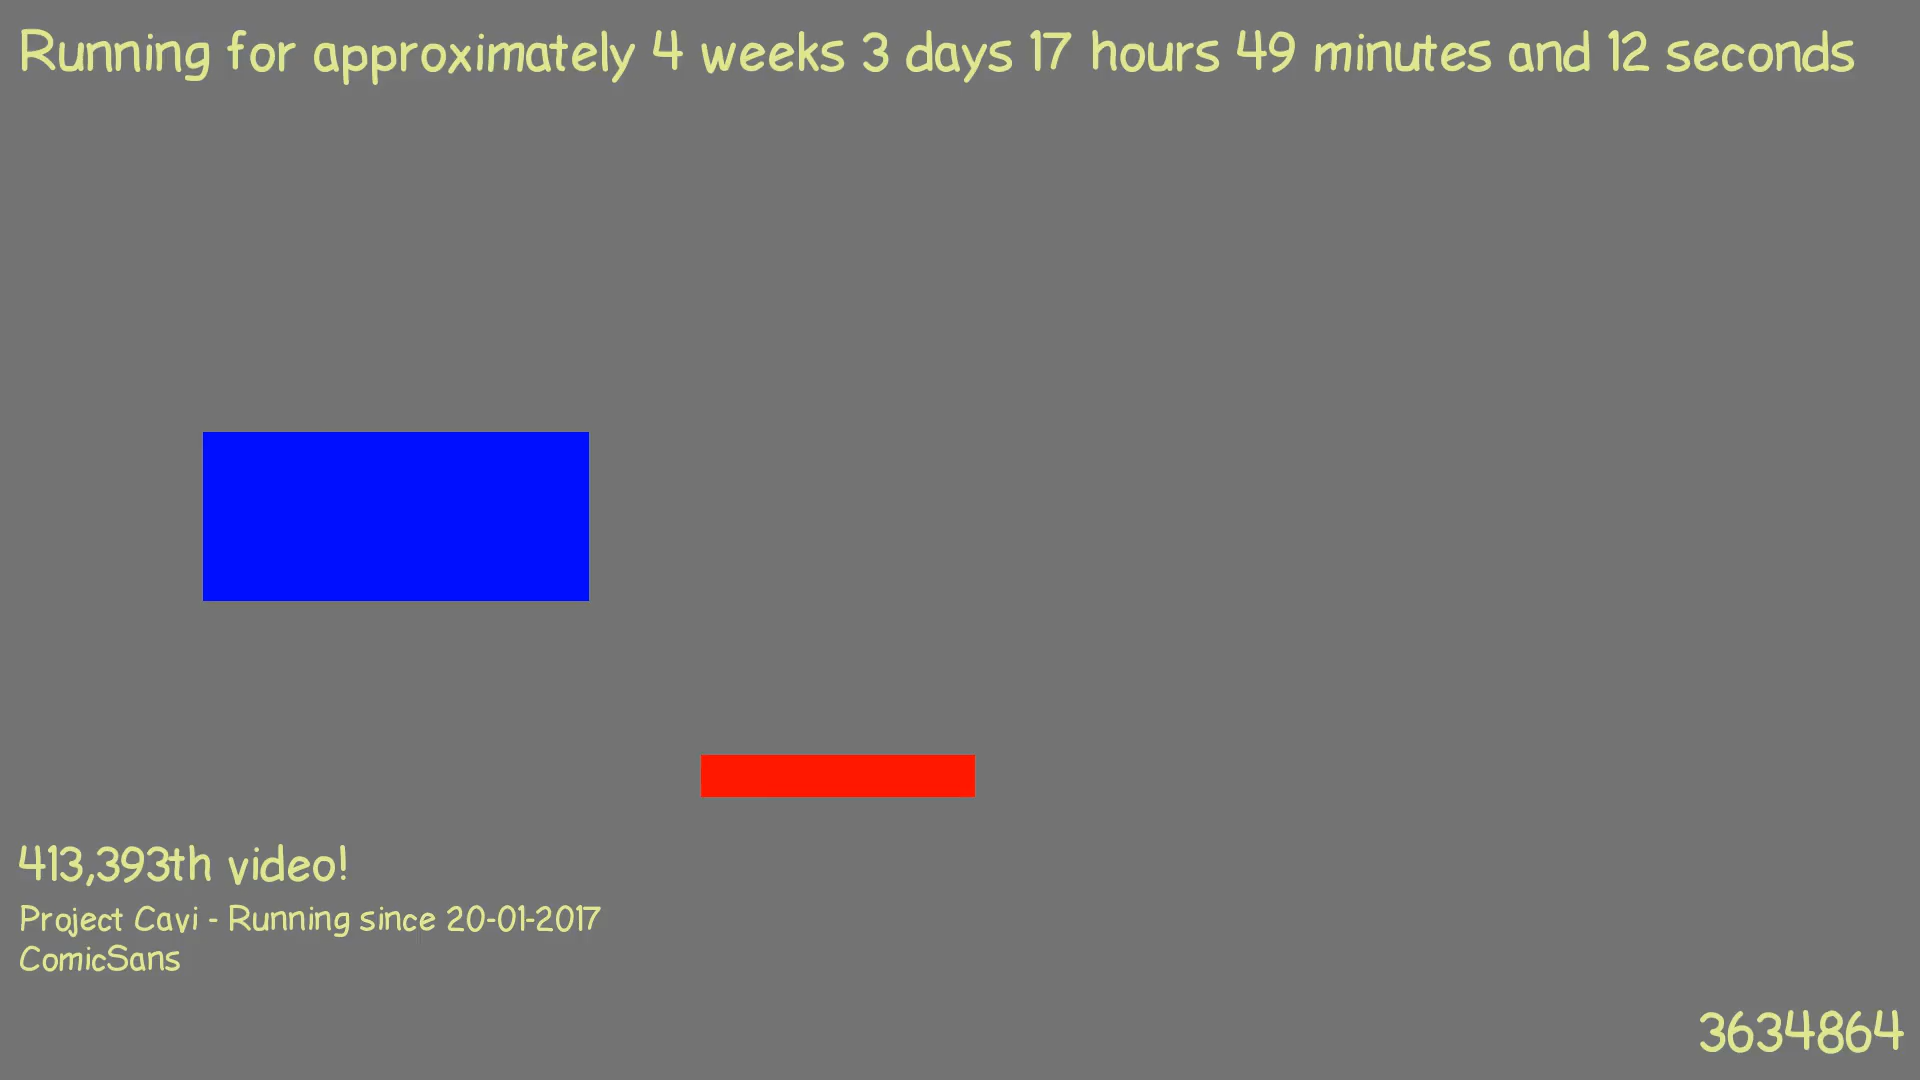 Running for approximately 4 weeks 3 days 17 hours 49 minutes and 12 seconds
413,393th video!
Project Cavi - Running since 20-01-2017
ComicSans
3634864